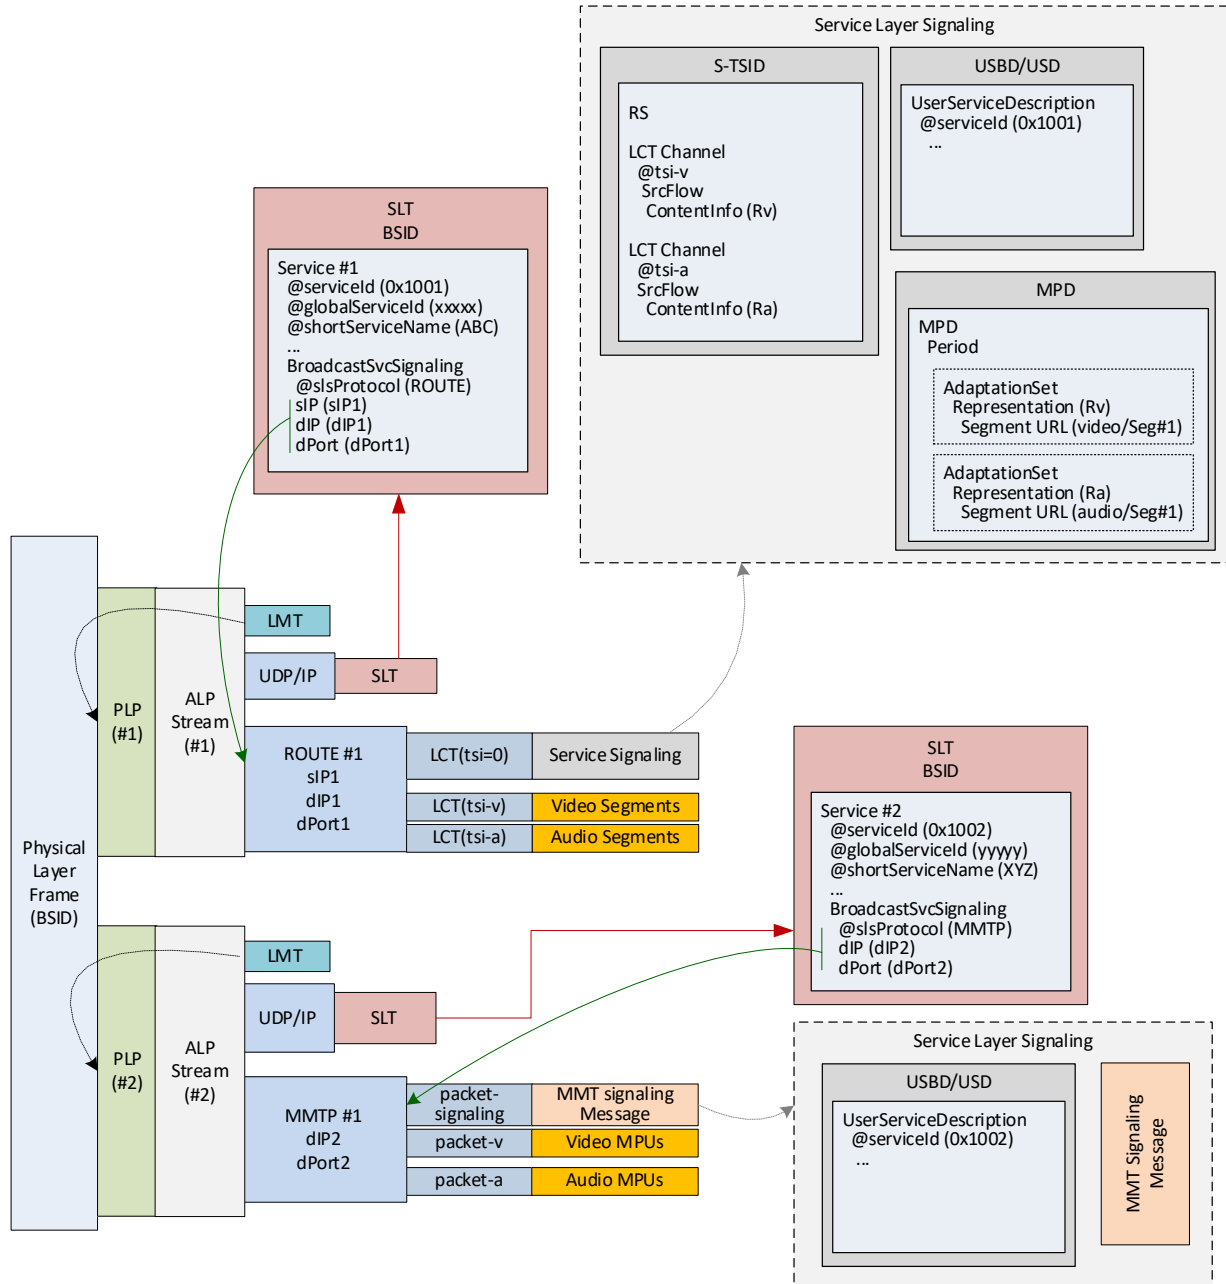 Service Layer Signaling
S-TSID
RS
LCT Channel
@tsi-v
SrcFlow
ContentInfo (Rv)
LCT Channel
@tsi-a
SrcFlow
ContentInfo (Ra)
USBD/USD
UserServiceDescription
@serviceId (0x1001)
...
MPD
MPD
Period
AdaptationSet
Representation (Rv)
Segment URL (video/Seg#1)
AdaptationSet
Representation (Ra)
Segment URL (audio/Seg#1)
SLT
BSID
Service #1
@serviceId (0x1001)
@globalServiceId (xxxxx)
@shortServiceName (ABC)
...
BroadcastSvcSignaling
@slsProtocol (ROUTE)
sIP (sIP1)
dIP (dIP1)
dPort (dPort1)
Physical
Layer
Frame
(BSID)
PLP
(#1)
ALP
Stream
(#1)
LMT
UDP/IP
SLT
ROUTE #1
sIP1
dIP1
dPort1
LCT(tsi=0)
Service Signaling
LCT(tsi-v)
Video Segments
LCT(tsi-a)
Audio Segments
SLT
BSID
Service #2
@serviceId (0x1002)
@globalServiceId (yyyyy)
@shortServiceName (XYZ)
...
BroadcastSvcSignaling
@slsProtocol (MMTP)
dIP (dIP2)
dPort (dPort2)
PLP
(#2)
ALP
Stream
(#2)
LMT
UDP/IP
SLT
MMTP #1
dIP2
dPort2
packet-
signaling
MMT signaling
Message
packet-v
Video MPUs
packet-a
Audio MPUs
Service Layer Signaling
USBD/USD
UserServiceDescription
@serviceId (0x1002)
...
MMT Signaling
Message